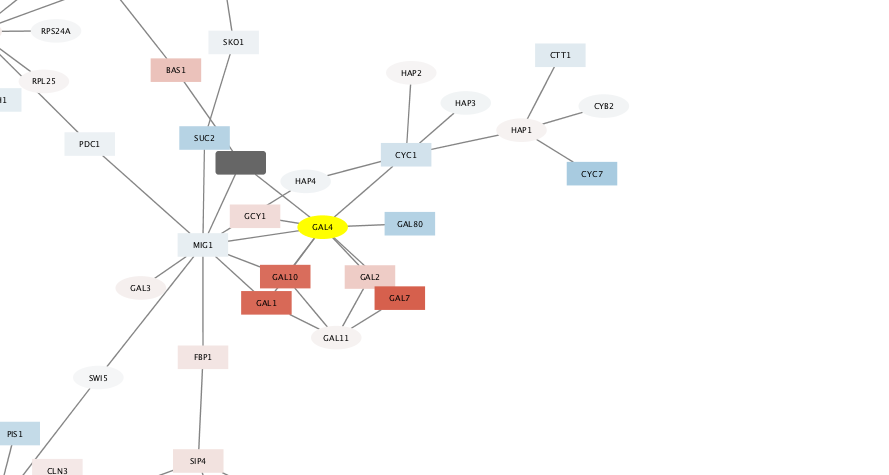 RPS24A
SKO1
CTT1
BAS1
HAP2
RPL25
H1
HAP3
CYB2
HAP1
SUC2
PDC1
CYC1
CYC7
HAP4
GCY1
GAL4
GAL80
MIG1
GAL10
GAL2
GAL3
GAL7
GAL1
GAL11
FBP1
SWI5
PIS1
SIP4
CLN3